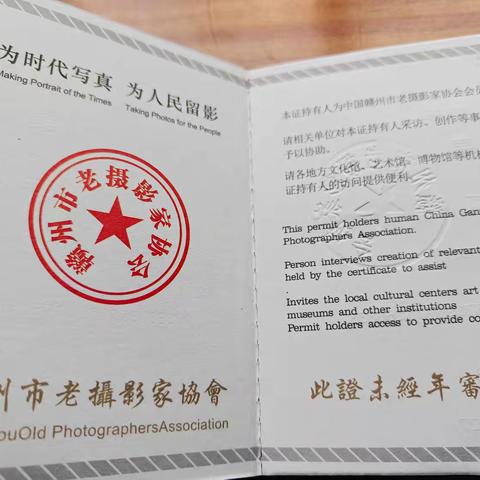 为时代写真 为人民留影
Making Portrait of the Times Taking Photos for the People
赣州市老摄影家协会
州市老攝影家協會
ouOld PhotographersAssociation
本证持有人为中国赣州市老摄影家协会会员
请相关单位对本证持有人采访、创作等事
予以协助。
请各地方文化馆、艺术馆、博物馆等机构
证持有人的访问提供便利。
This permit holders human China Gan
Photographers Association.
Person interviews creation of relevant
held by the certificate to assist
Invites the local cultural centers art
museums and other institutions
Permit holders access to provide co
此證未經年審